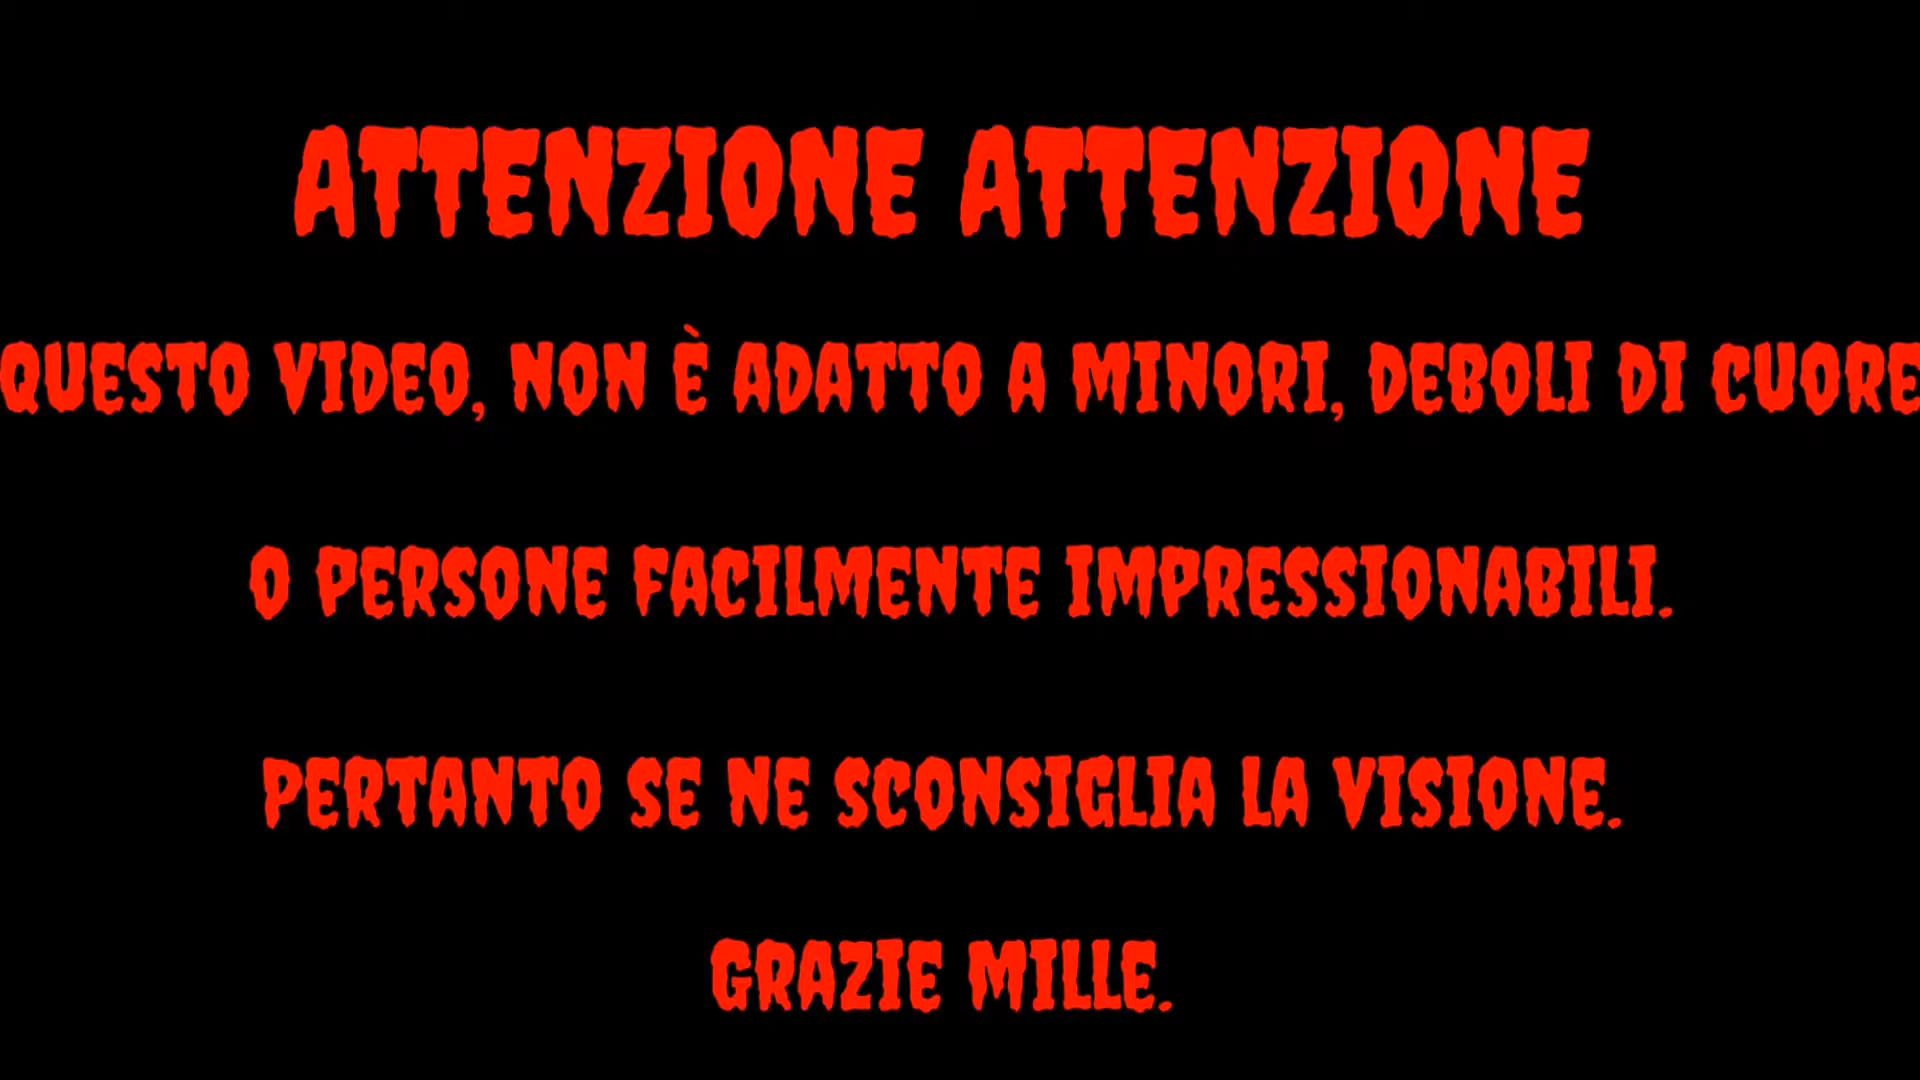 ATTENZIONE ATTENZIONE
QUESTO VIDEO, NON È ADATTO A MINORI, DEBOLI DI CUORE
O PERSONE FACILMENTE IMPRESSIONABILI.
PERTANTO SE NE SCONSIGLIA LA VISIONE.
GRAZIE MILLE.